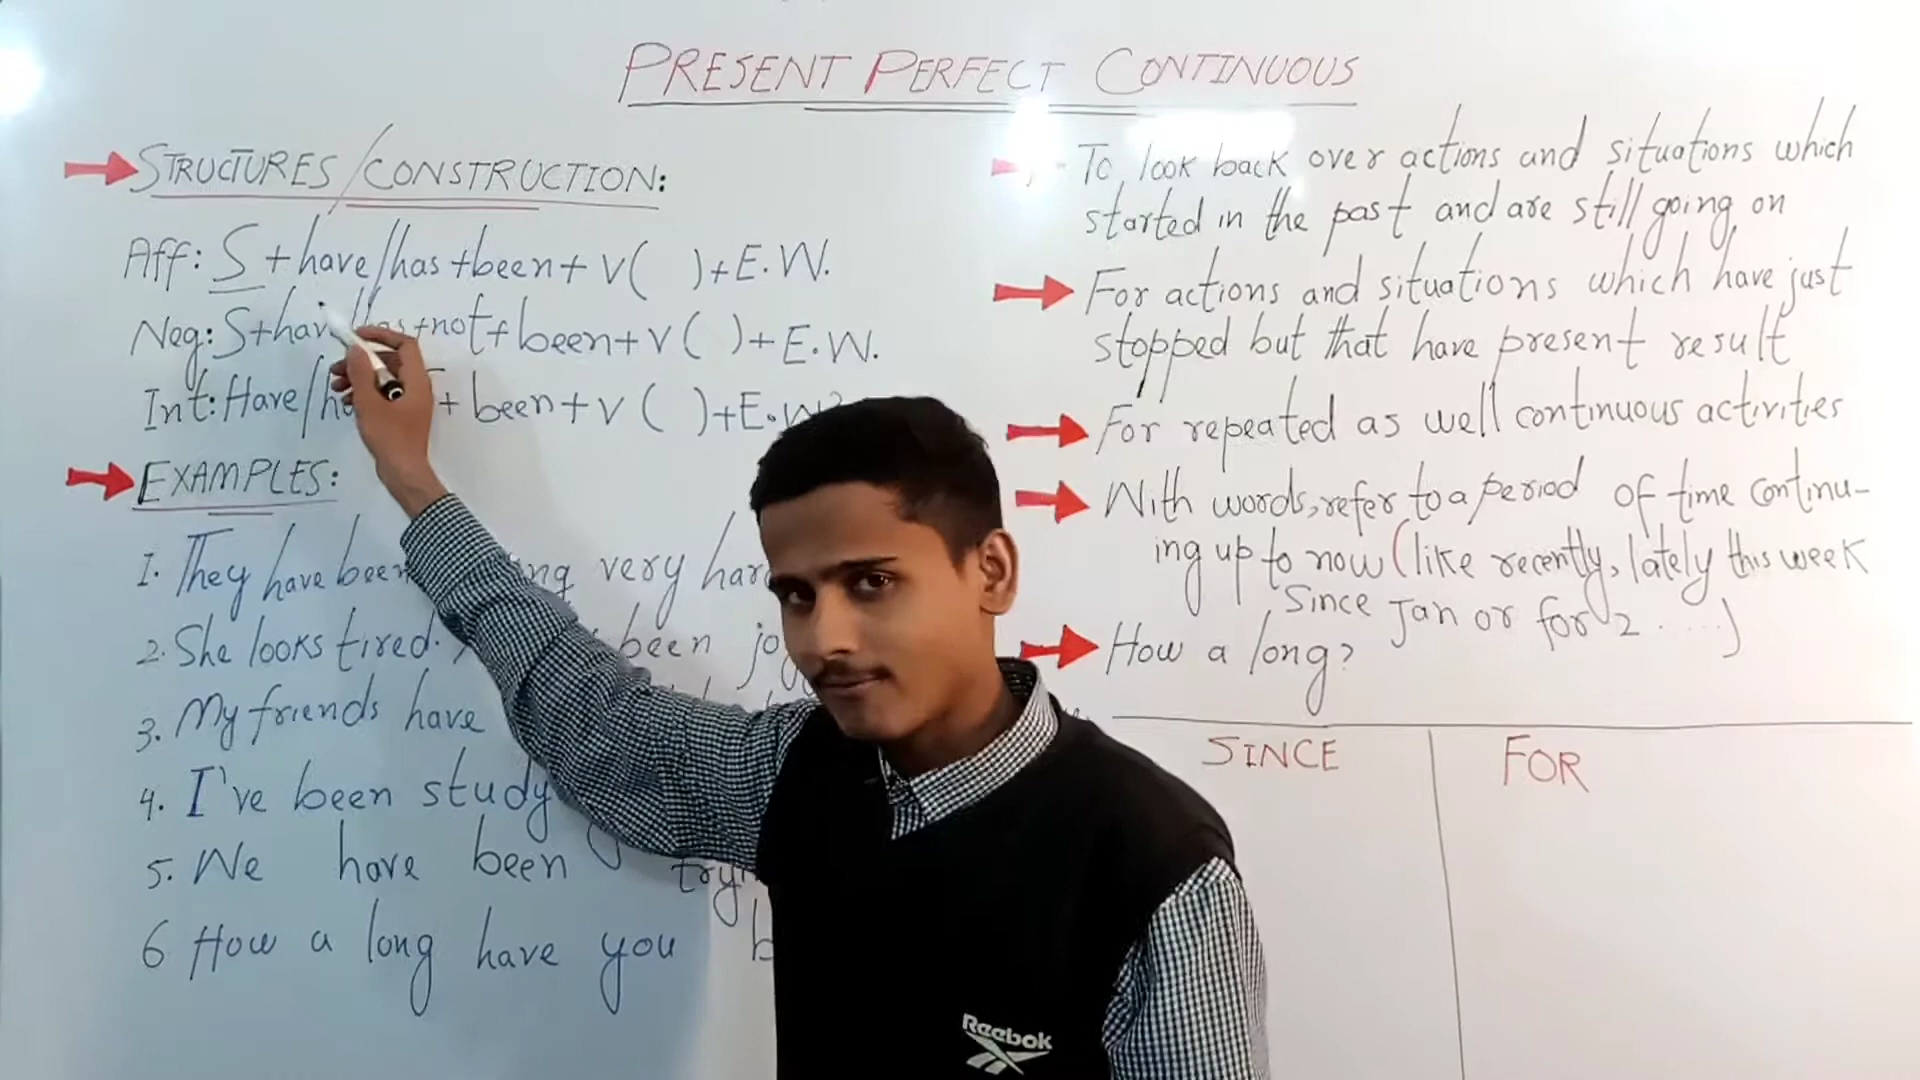 PRESENT PERFECT CONTINUOUS
STRUCTURES/CONSTRUCTION:
Aff: S+have/has+been+v( )+E.W.
Neg: S+hav +not+been+v( )+E.W.
Int: Have/ + been+v( )+E.W?
EXAMPLES:
1. They have been very hard
2. She looks tired. been
3. My friends have
4. I've been study
5. We have been
6 How a long have you
To look back over actions and situations which
started in the past and are still going on
For actions and situations which have just
stopped but that have present result
For repeated as well continuous activities
With words, refer to a period of time continu-
ing up to now (like recently, lately this week
Since Jan or for 2 .....)
How a long?
SINCE
FOR
Reebok